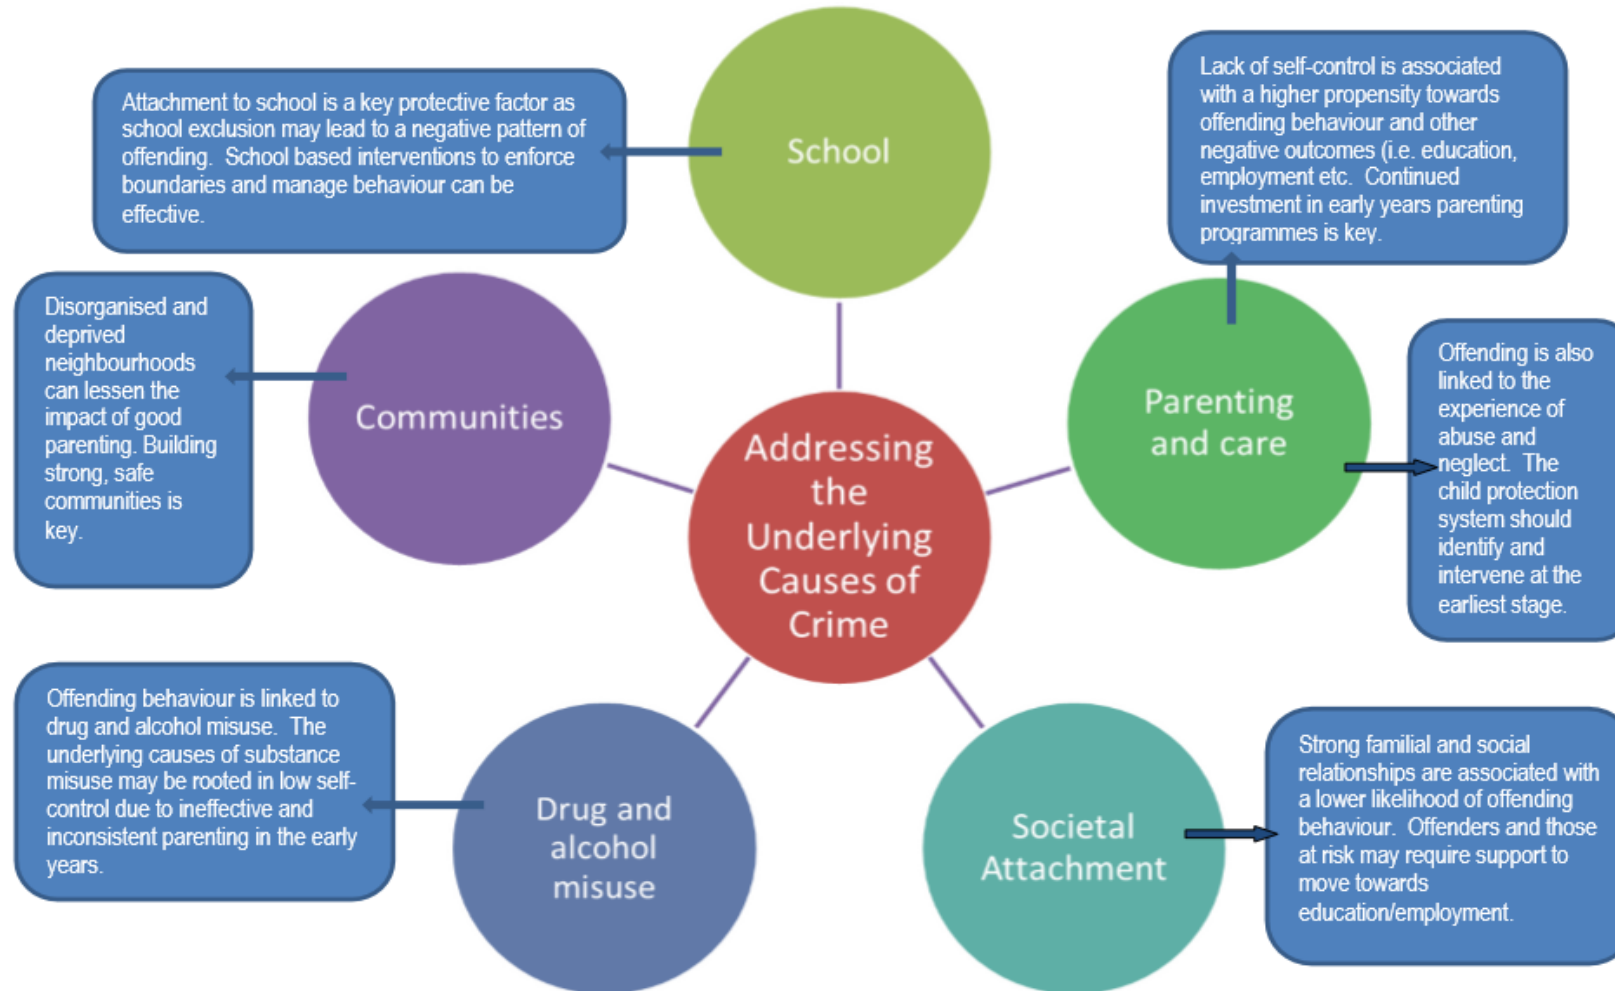 Attachment to school is a key protective factor as
school exclusion may lead to a negative pattern of
offending.  School based interventions to enforce
boundaries and manage behaviour can be
effective.
School
Lack of self-control is associated
with a higher propensity towards
offending behaviour and other
negative outcomes (i.e. education,
employment etc.  Continued
investment in early years parenting
programmes is key.
Disorganised and
deprived
neighbourhoods
can lessen the
impact of good
parenting. Building
strong, safe
communities is
key.
Communities
Addressing
the
Underlying
Causes of
Crime
Parenting
and care
Offending is also
linked to the
experience of
abuse and
neglect.  The
child protection
system should
identify and
intervene at the
earliest stage.
Offending behaviour is linked to
drug and alcohol misuse.  The
underlying causes of substance
misuse may be rooted in low self-
control due to ineffective and
inconsistent parenting in the early
years.
Drug and
alcohol
misuse
Societal
Attachment
Strong familial and social
relationships are associated with
a lower likelihood of offending
behaviour.  Offenders and those
at risk may require support to
move towards
education/employment.